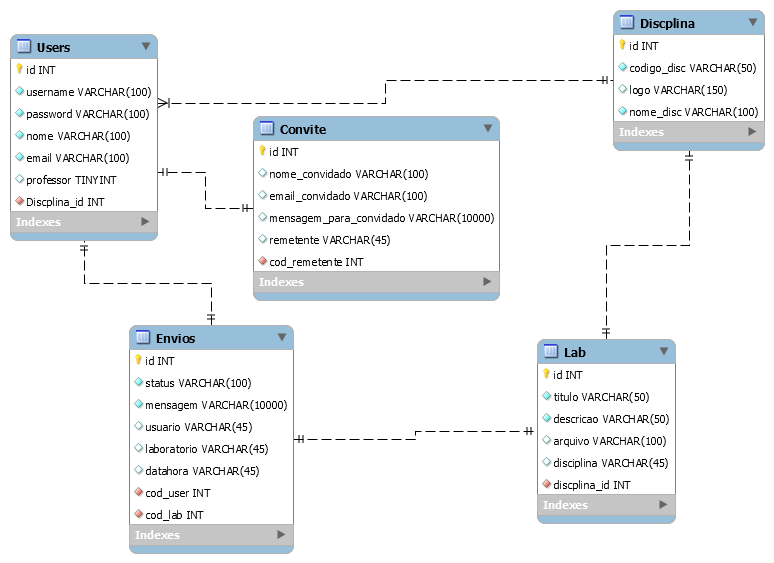 Users
id INT
username VARCHAR(100)
password VARCHAR(100)
nome VARCHAR(100)
email VARCHAR(100)
professor TINYINT
Discplina_id INT
Indexes
Convite
id INT
nome_convidado VARCHAR(100)
email_convidado VARCHAR(100)
mensagem_para_convidado VARCHAR(10000)
remetente VARCHAR(45)
cod_remetente INT
Indexes
Discplina
id INT
codigo_disc VARCHAR(50)
logo VARCHAR(150)
nome_disc VARCHAR(100)
Indexes
Envios
id INT
status VARCHAR(100)
mensagem VARCHAR(10000)
usuario VARCHAR(45)
laboratorio VARCHAR(45)
datahora VARCHAR(45)
cod_user INT
cod_lab INT
Indexes
Lab
id INT
titulo VARCHAR(50)
descricao VARCHAR(50)
arquivo VARCHAR(100)
disciplina VARCHAR(45)
discplina_id INT
Indexes